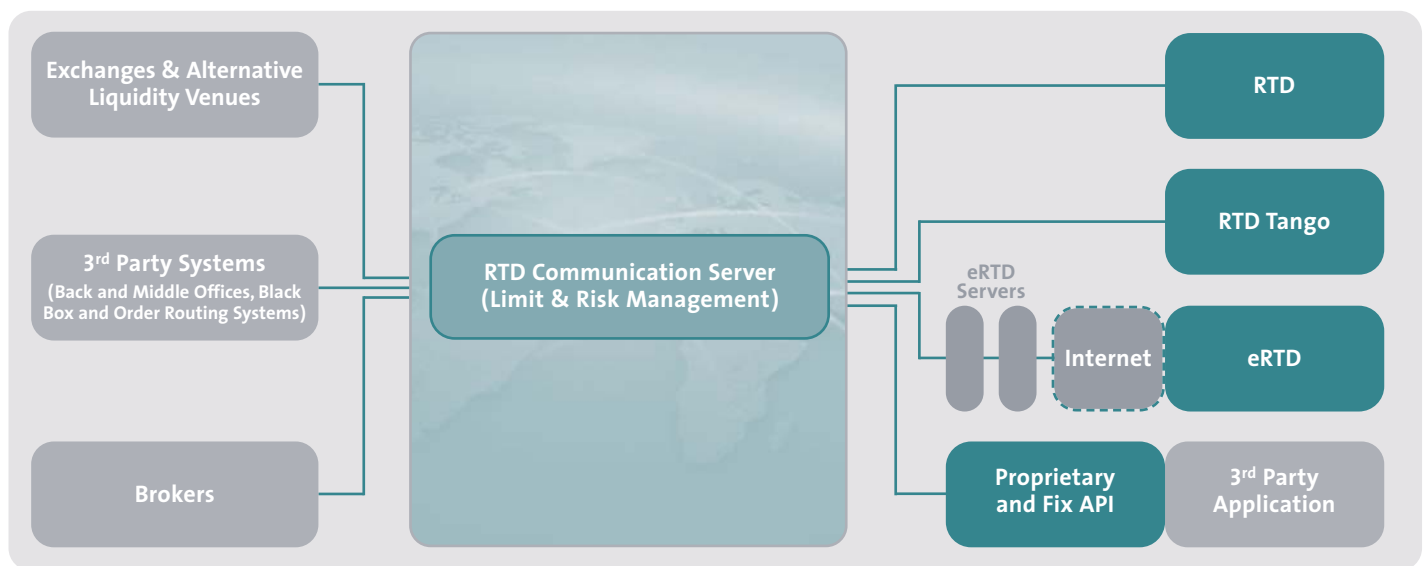 Exchanges & Alternative
Liquidity Venues
3rd Party Systems
(Back and Middle Offices, Black
Box and Order Routing Systems)
Brokers
RTD Communication Server
(Limit & Risk Management)
RTD
RTD Tango
eRTD
Servers
Internet
eRTD
Proprietary
and Fix API
3rd Party
Application